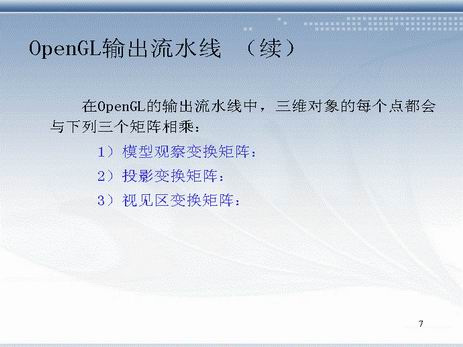 OpenGL输出流水线 （续）
在OpenGL的输出流水线中，三维对象的每个点都会
与下列三个矩阵相乘：
1）模型观察变换矩阵；
2）投影变换矩阵；
3）视见区变换矩阵；
7